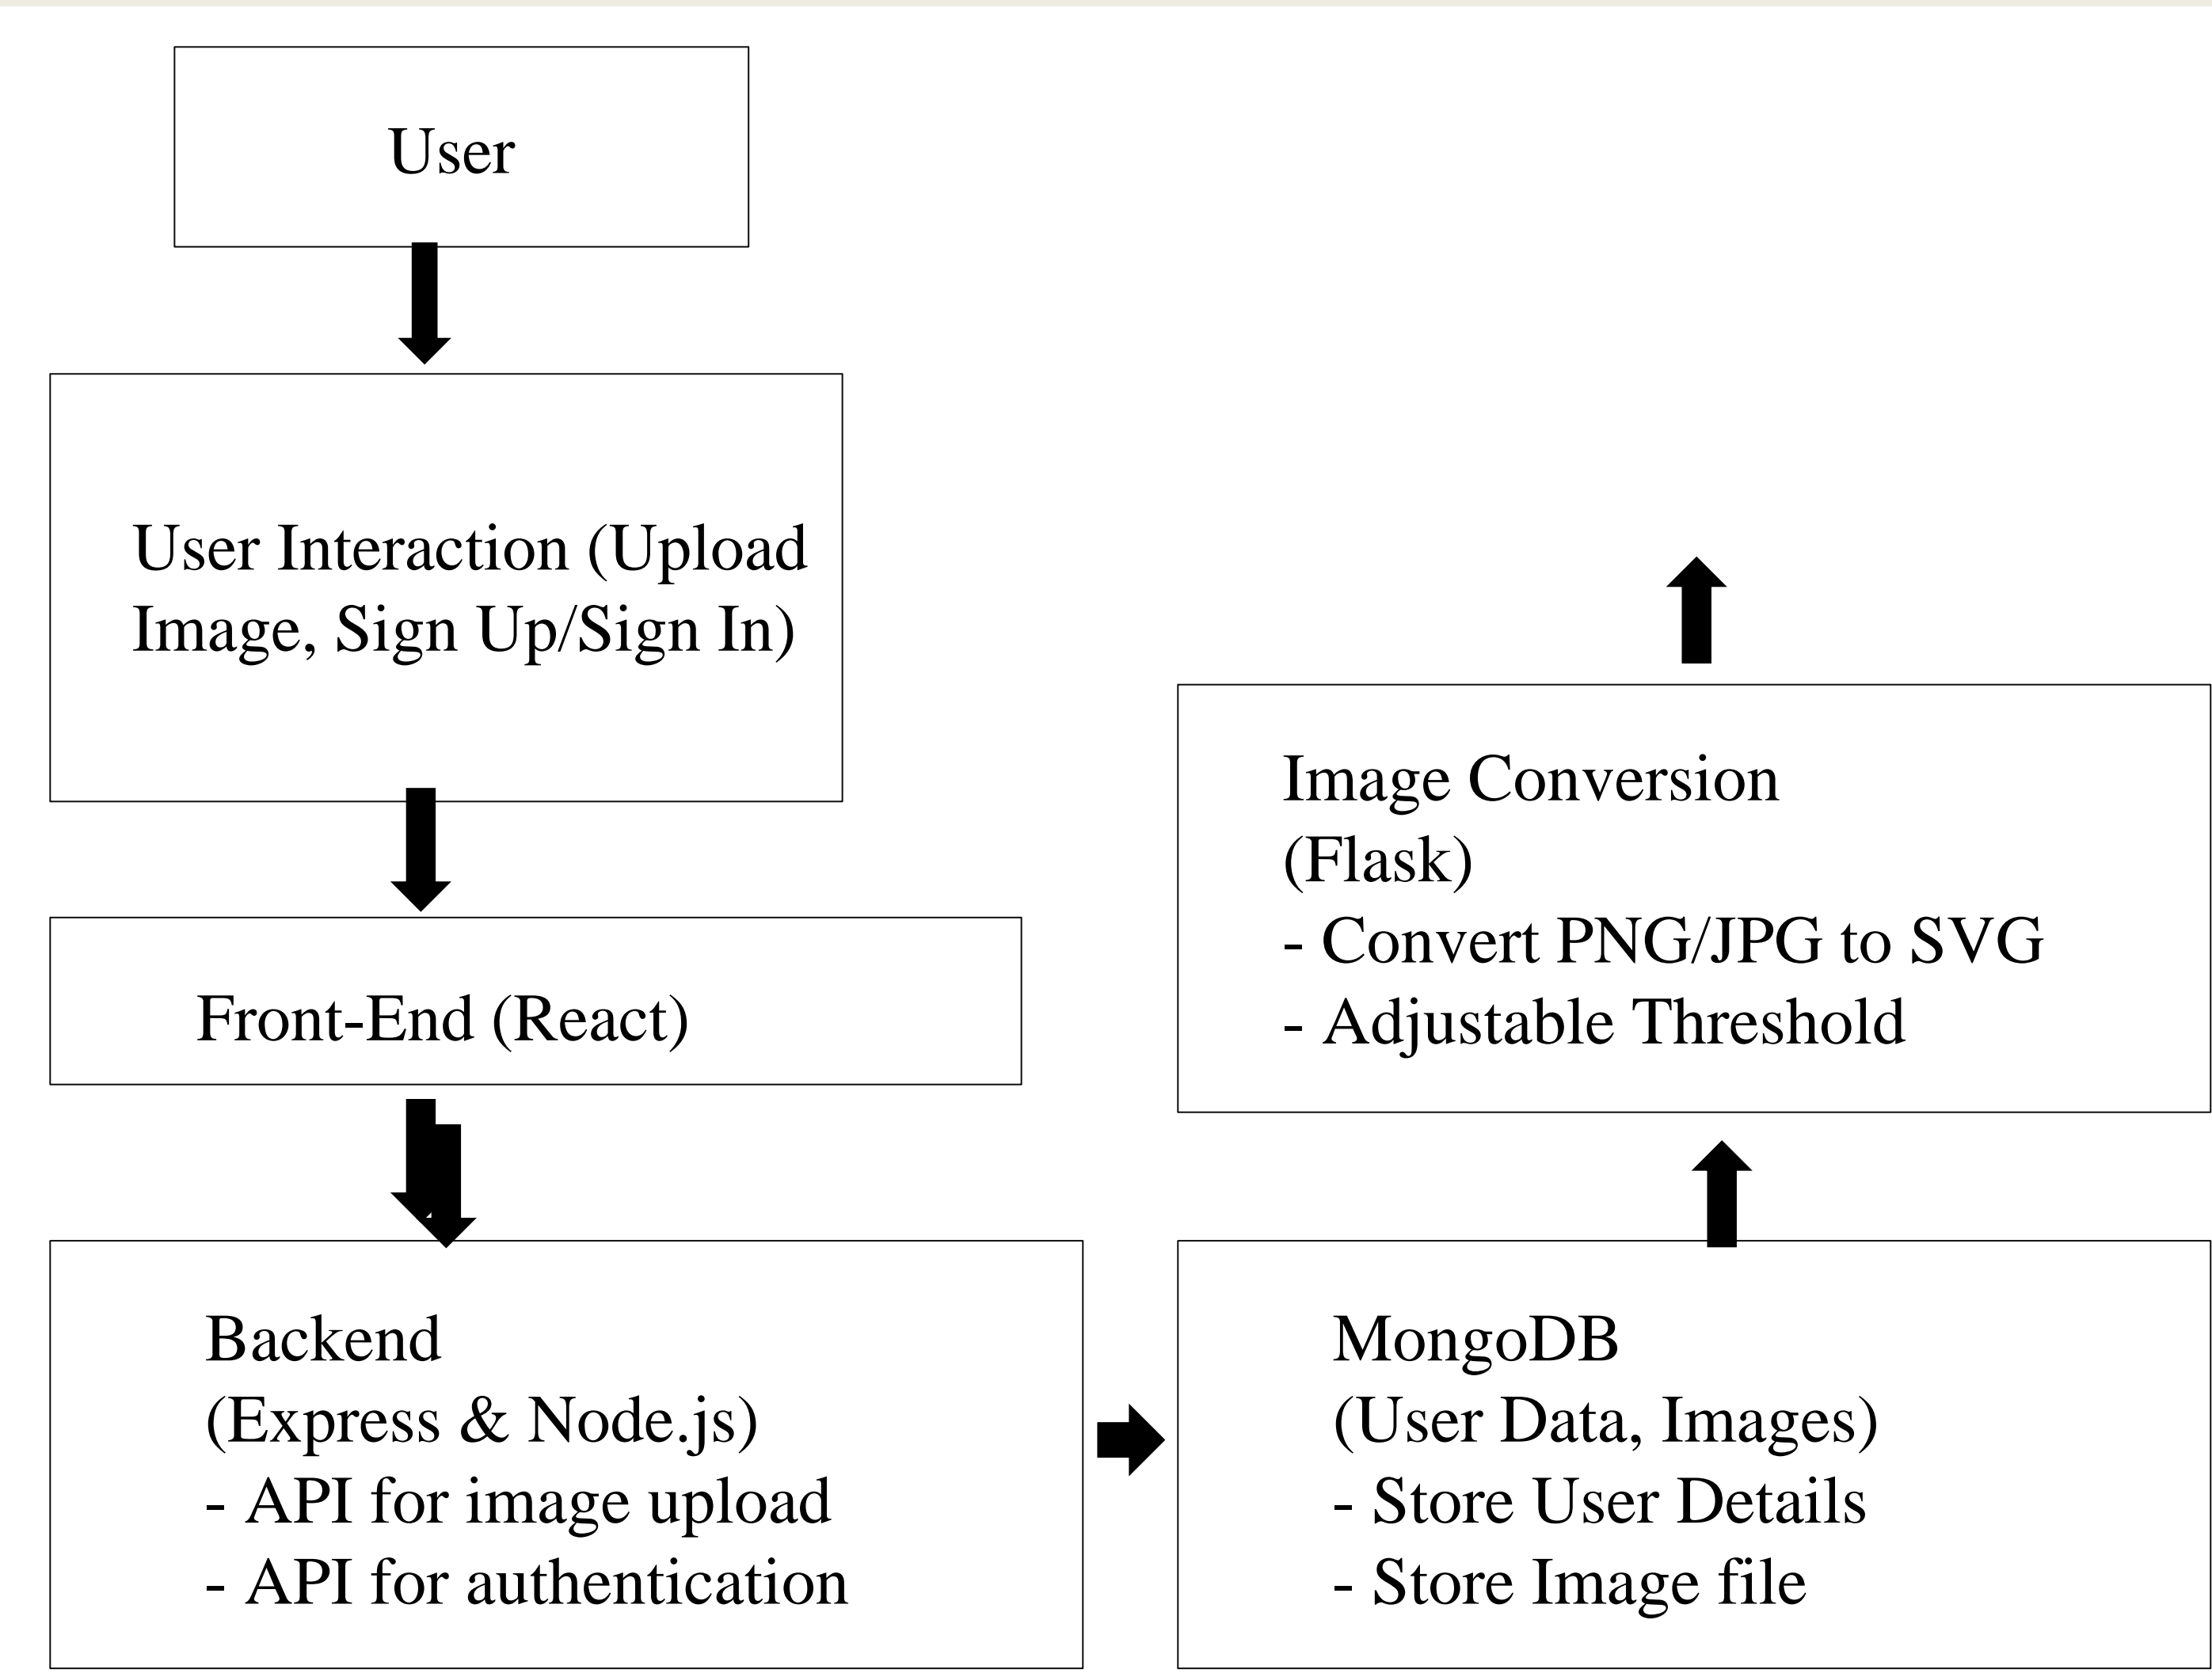 User
User Interaction (Upload
Image, Sign Up/Sign In)
Front-End (React)
Backend
(Express & Node.js)
- API for image upload
- API for authentication
MongoDB
(User Data, Images)
- Store User Details
- Store Image file
Image Conversion
(Flask)
- Convert PNG/JPG to SVG
- Adjustable Threshold